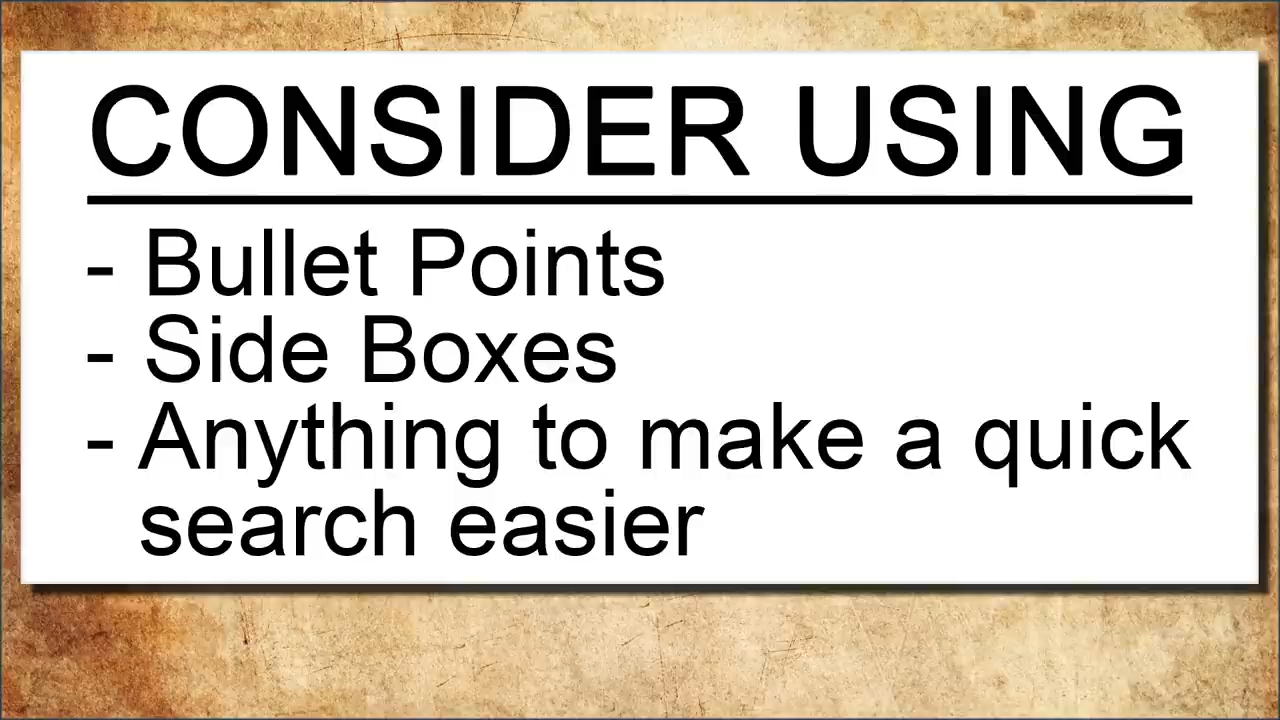 CONSIDER USING
- Bullet Points
- Side Boxes
- Anything to make a quick
search easier